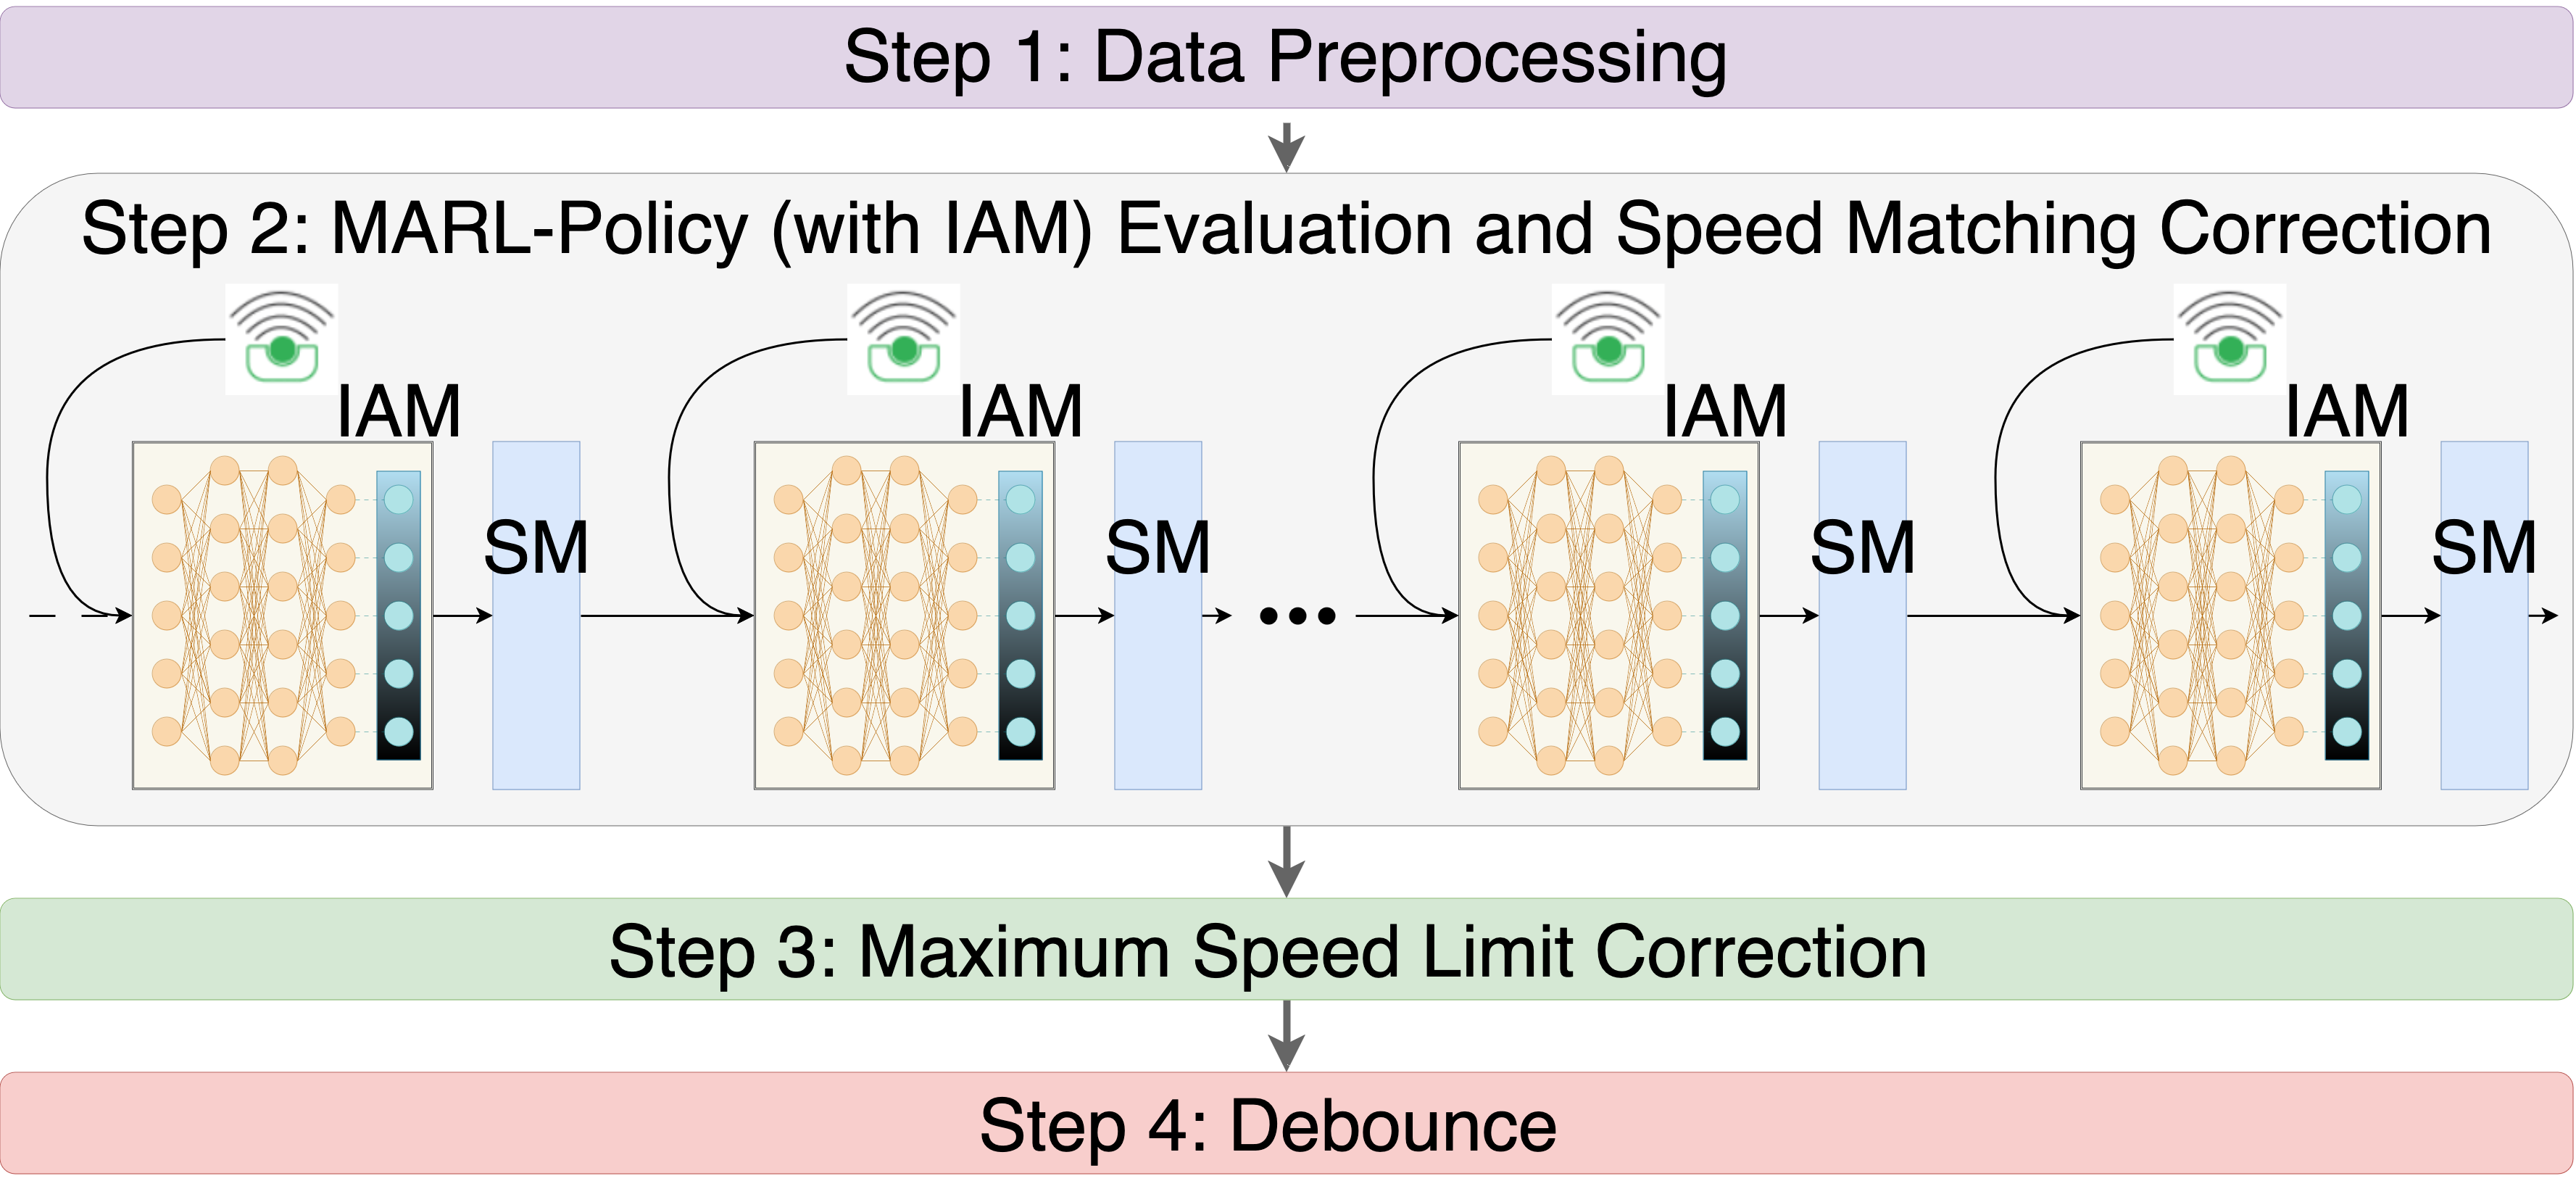 Step 1: Data Preprocessing
Step 2: MARL-Policy (with IAM) Evaluation and Speed Matching Correction
IAM
IAM
IAM
IAM
SM
SM
SM
SM
Step 3: Maximum Speed Limit Correction
Step 4: Debounce